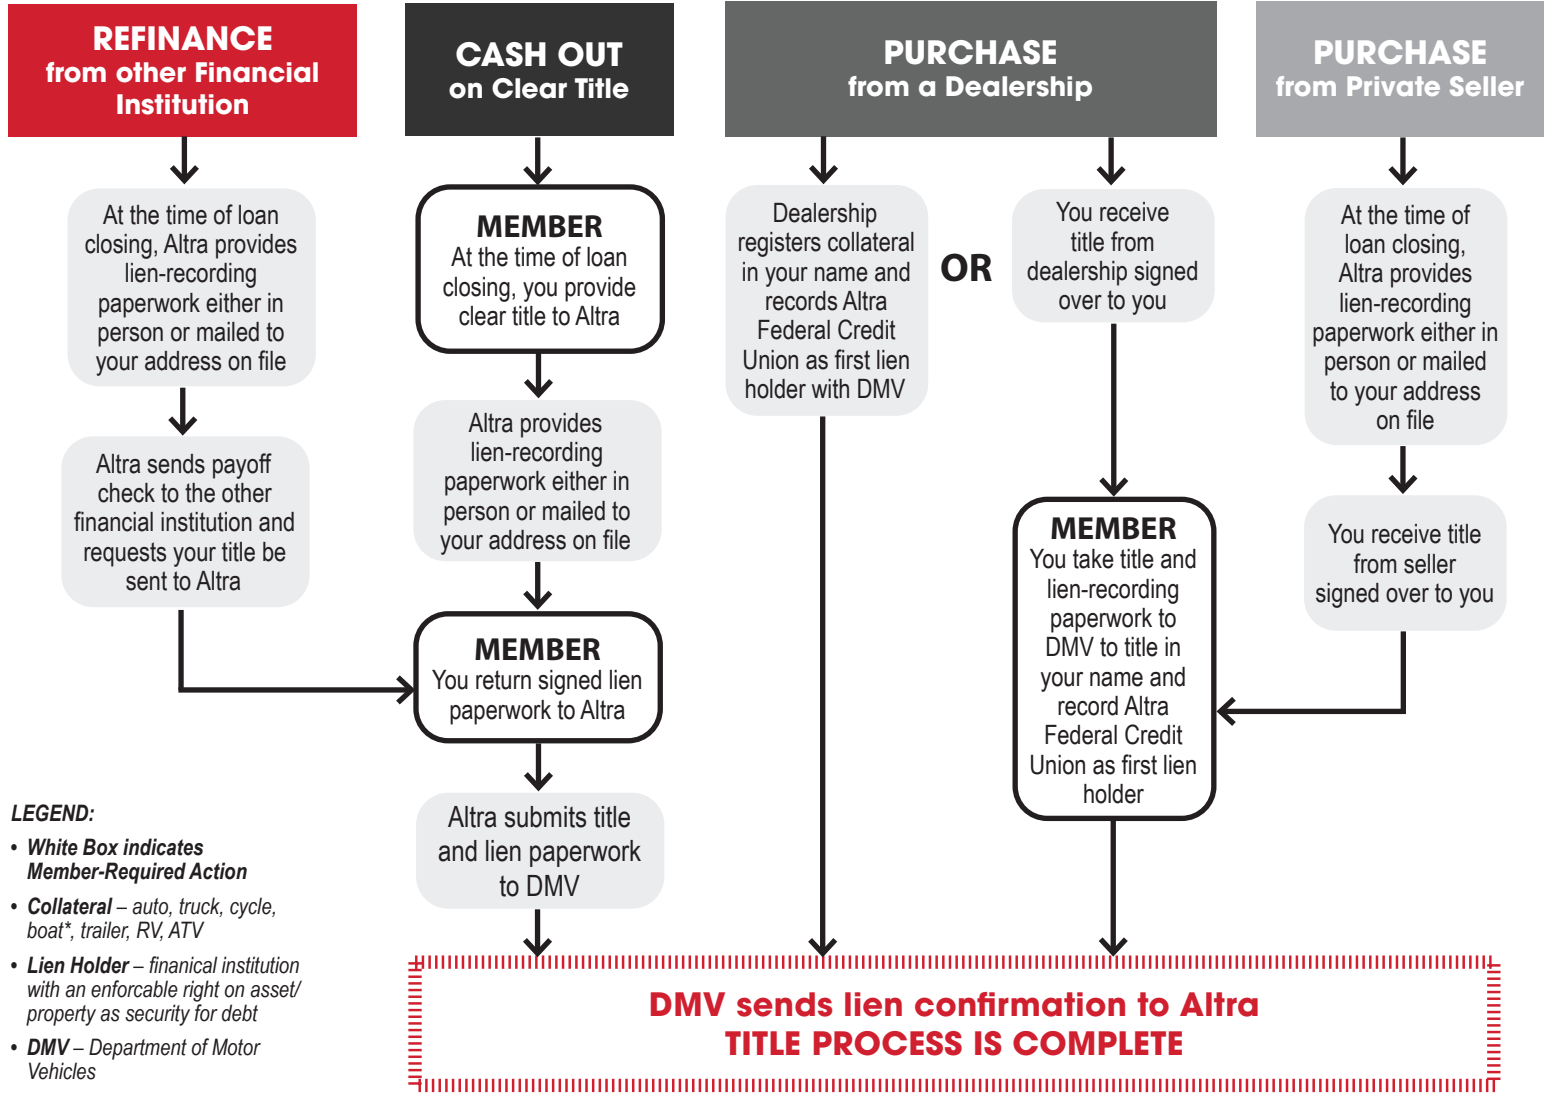 REFINANCE
from other Financial
Institution
At the time of loan
closing, Altra provides
lien-recording
paperwork either in
person or mailed to
your address on file
Altra sends payoff
check to the other
financial institution and
requests your title be
sent to Altra
CASH OUT
on Clear Title
MEMBER
At the time of loan
closing, you provide
clear title to Altra
Altra provides
lien-recording
paperwork either in
person or mailed to
your address on file
MEMBER
You return signed lien
paperwork to Altra
Altra submits title
and lien paperwork
to DMV
PURCHASE
from a Dealership
Dealership
registers collateral
in your name and
records Altra
Federal Credit
Union as first lien
holder with DMV
OR
You receive
title from
dealership signed
over to you
MEMBER
You take title and
lien-recording
paperwork to
DMV to title in
your name and
record Altra
Federal Credit
Union as first lien
holder
PURCHASE
from Private Seller
At the time of
loan closing,
Altra provides
lien-recording
paperwork either in
person or mailed
to your address
on file
You receive title
from seller
signed over to you
LEGEND:
• White Box indicates
Member-Required Action
• Collateral – auto, truck, cycle,
boat*, trailer, RV, ATV
• Lien Holder – finanical institution
with an enforcable right on asset/
property as security for debt
• DMV – Department of Motor
Vehicles
DMV sends lien confirmation to Altra
TITLE PROCESS IS COMPLETE